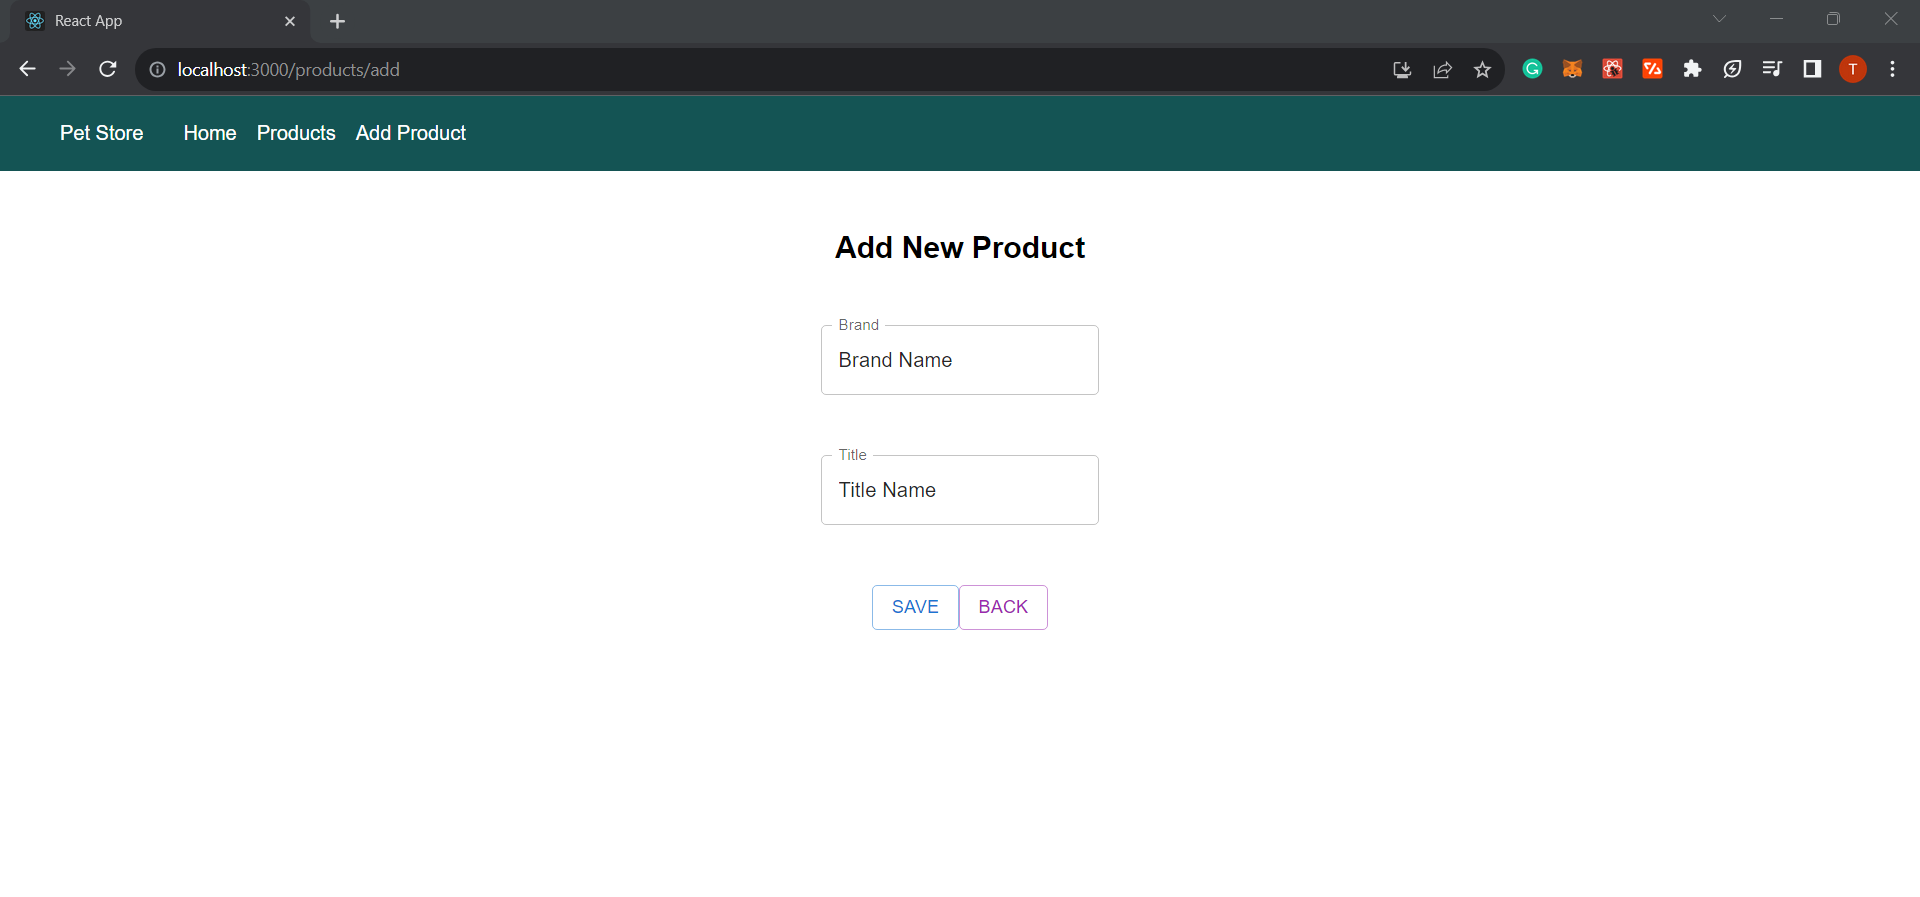 React App
localhost:3000/products/add
T
Pet Store Home Products Add Product
Add New Product
Brand
Brand Name
Title
Title Name
SAVE BACK